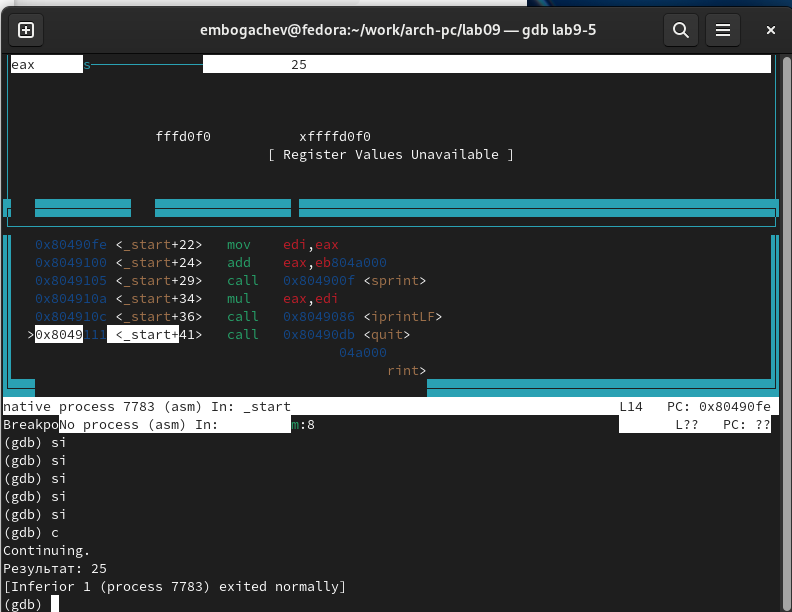 embogachev@fedora:~/work/arch-pc/lab09 — gdb lab9-5
eax s 25
fffd0f0 xffffd0f0
[ Register Values Unavailable ]
0x80490fe <_start+22> mov edi,eax
0x8049100 <_start+24> add eax,eb804a000
0x8049105 <_start+29> call 0x804900f <sprint>
0x804910a <_start+34> mul eax,edi
0x804910c <_start+36> call 0x8049086 <iprintLF>
>0x8049111 <_start+41> call 0x80490db <quit>
04a000
rint>
native process 7783 (asm) In: _start L14 PC: 0x80490fe
BreakpoNo process (asm) In: m:8 L?? PC: ??
(gdb) si
(gdb) si
(gdb) si
(gdb) si
(gdb) si
(gdb) c
Continuing.
Результат: 25
[Inferior 1 (process 7783) exited normally]
(gdb)